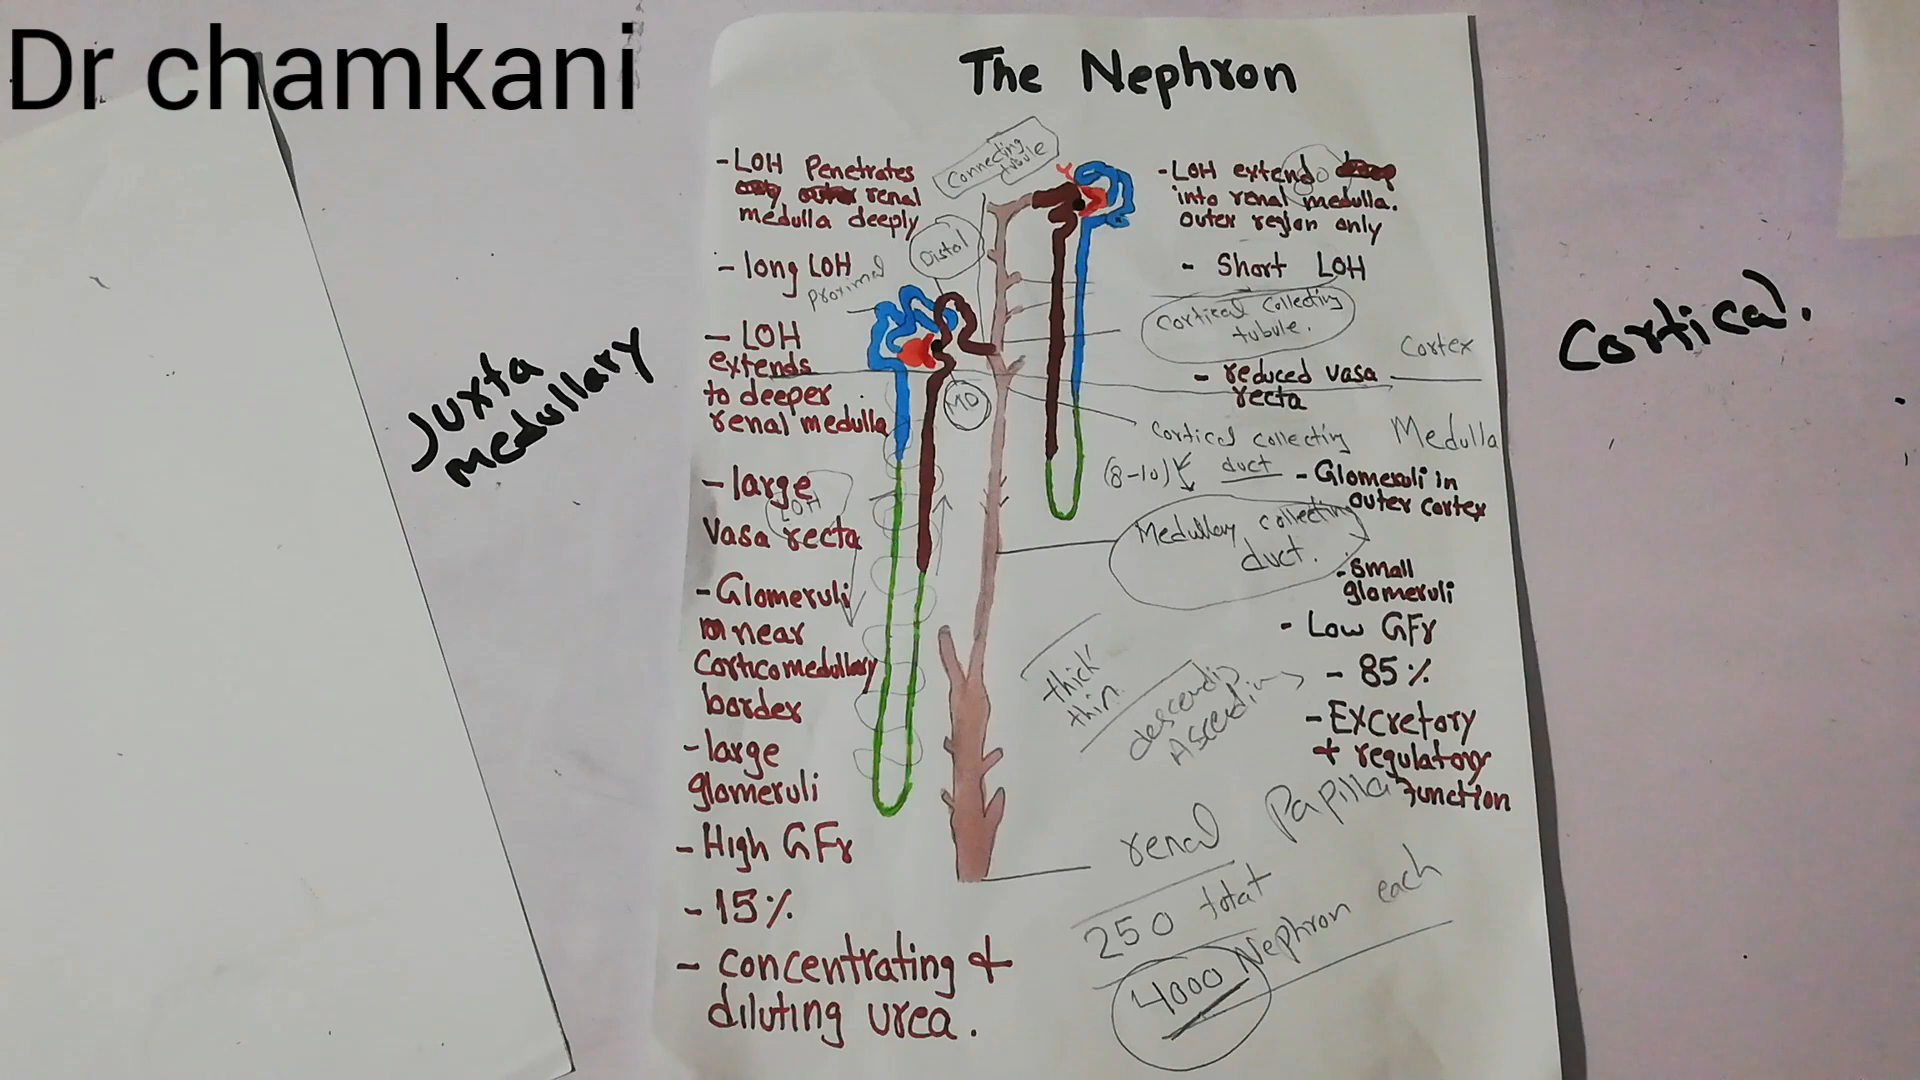 Dr chamkani
The Nephron
Juxta
medullary
Cortical.
-LOH Penetrates
renal
medulla deeply
- long LOH
- LOH
extends
to deeper
renal medulla
- large
Vasa recta
LOH
- Glomeruli
near
Corticomedullary
border
- large
glomeruli
- High GFr
- 15%
- concentrating +
diluting urea.
Connecting
tubule
Distal
Proximal
MD
- LOH extend
into renal medulla.
outer region only
- Short LOH
Cortical Collecting
tubule.
Cortex
- reduced vasa
recta
Cortical collecting
duct
Medulla
(8-10)
- Glomeruli in
outer cortex
Medullary collecting
duct.
- Small
glomeruli
- Low GFr
- 85%
- Excretory
+ regulatory
function
thick
thin
descendin
Ascendin
renal Papilla
250 total
4000 Nephron each